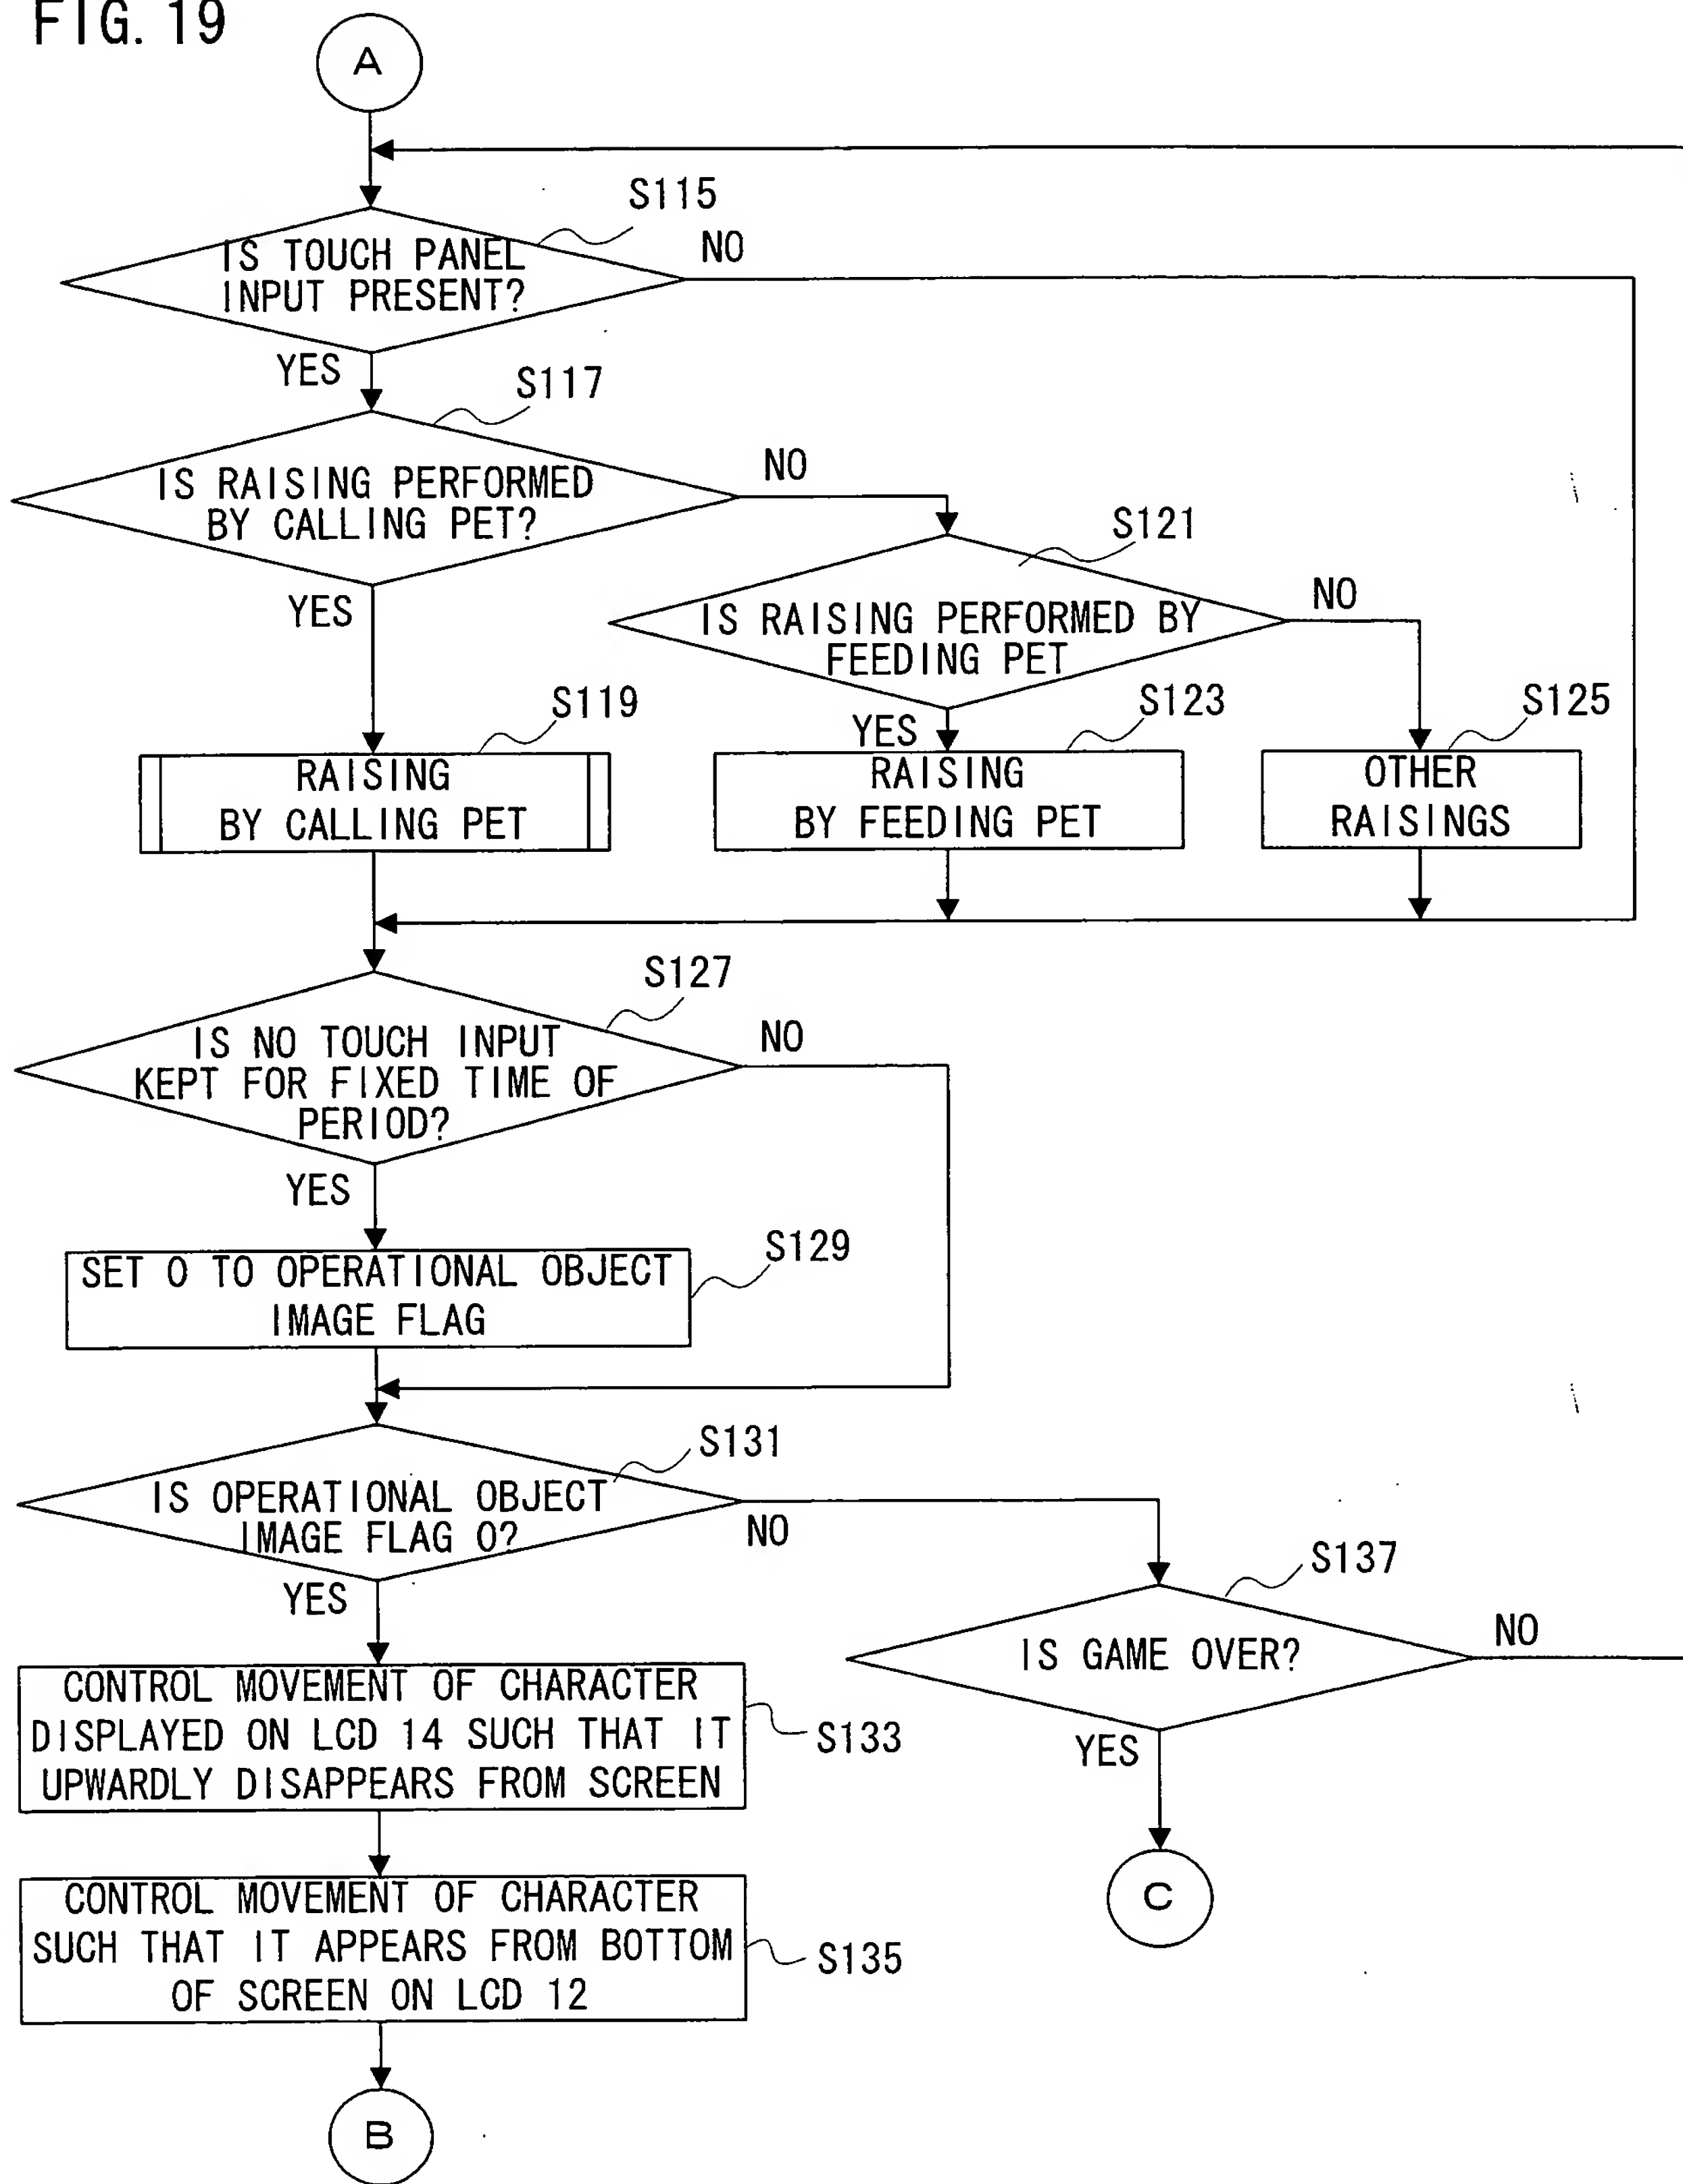 FIG. 19
A
S115
IS TOUCH PANEL
INPUT PRESENT?
NO
YES
S117
IS RAISING PERFORMED
BY CALLING PET?
NO
YES
S121
IS RAISING PERFORMED BY
FEEDING PET
NO
YES
S119
RAISING
BY CALLING PET
S123
RAISING
BY FEEDING PET
S125
OTHER
RAISINGS
S127
IS NO TOUCH INPUT
KEPT FOR FIXED TIME OF
PERIOD?
NO
YES
S129
SET 0 TO OPERATIONAL OBJECT
IMAGE FLAG
S131
IS OPERATIONAL OBJECT
IMAGE FLAG 0?
NO
YES
S137
IS GAME OVER?
NO
YES
CONTROL MOVEMENT OF CHARACTER
DISPLAYED ON LCD 14 SUCH THAT IT
UPWARDLY DISAPPEARS FROM SCREEN
S133
CONTROL MOVEMENT OF CHARACTER
SUCH THAT IT APPEARS FROM BOTTOM
OF SCREEN ON LCD 12
S135
C
B